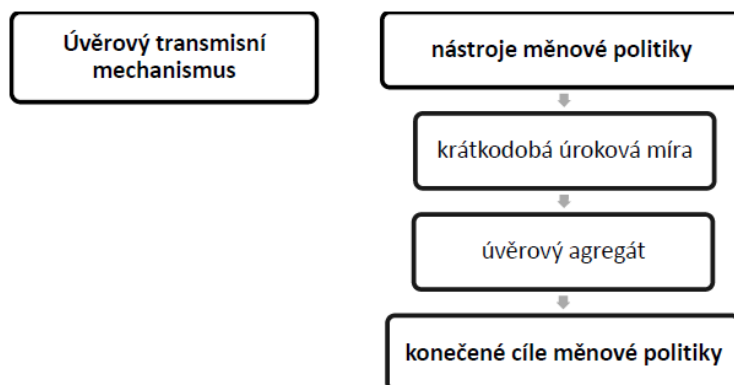 Úvěrový transmisní
mechanismus
nástroje měnové politiky
krátkodobá úroková míra
úvěrový agregát
konečené cíle měnové politiky